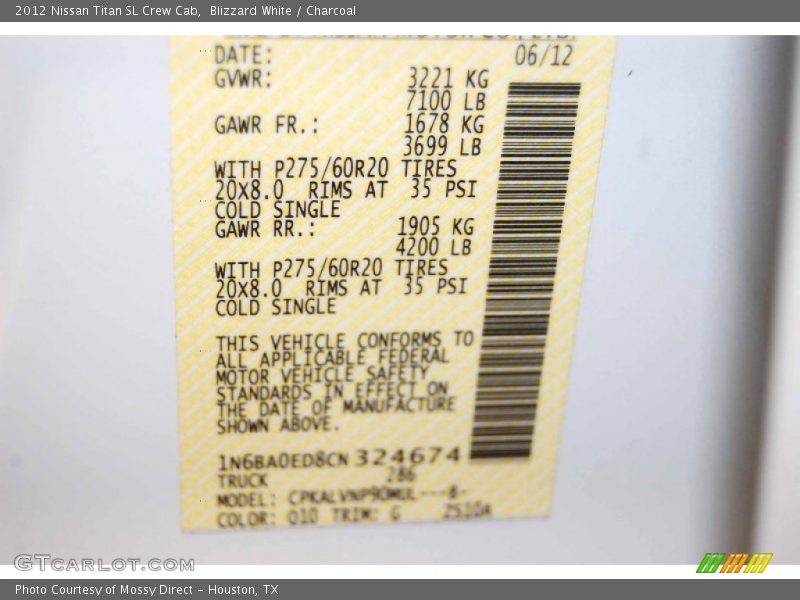 2012 Nissan Titan SL Crew Cab, Blizzard White / Charcoal
DATE: 06/12
GVWR: 3221 KG
7100 LB
GAWR FR.: 1678 KG
3699 LB
WITH P275/60R20 TIRES
20X8.0 RIMS AT 35 PSI
COLD SINGLE
GAWR RR.: 1905 KG
4200 LB
WITH P275/60R20 TIRES
20X8.0 RIMS AT 35 PSI
COLD SINGLE
THIS VEHICLE CONFORMS TO
ALL APPLICABLE FEDERAL
MOTOR VEHICLE SAFETY
STANDARDS IN EFFECT ON
THE DATE OF MANUFACTURE
SHOWN ABOVE.
1N6BA0ED8CN 324674
TRUCK 286
MODEL: CPKALVNP90MUL---B-
COLOR: Q10 TRIM: G
GTCARLOT.COM
Photo Courtesy of Mossy Direct - Houston, TX